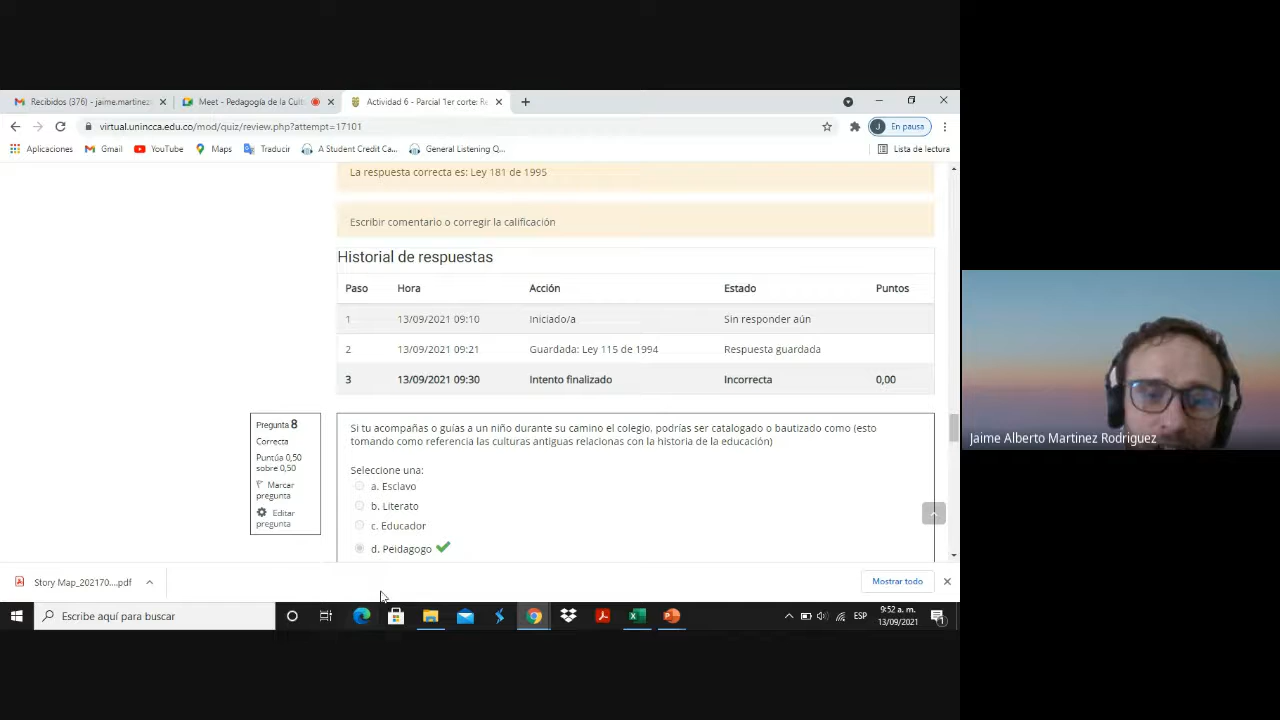 Recibidos (376) - jaime.martinez
Meet - Pedagogía de la Cult
Actividad 6 - Parcial 1er corte: Re
virtual.unincca.edu.co/mod/quiz/review.php?attempt=17101
J En pausa
Aplicaciones
Gmail
YouTube
Maps
Traducir
A Student Credit Ca...
General Listening Q...
Lista de lectura
La respuesta correcta es: Ley 181 de 1995
Escribir comentario o corregir la calificación
Historial de respuestas
Paso Hora Acción Estado Puntos
1 13/09/2021 09:10 Iniciado/a Sin responder aún
2 13/09/2021 09:21 Guardada: Ley 115 de 1994 Respuesta guardada
3 13/09/2021 09:30 Intento finalizado Incorrecta 0,00
Pregunta 8
Correcta
Puntúa 0,50
sobre 0,50
Marcar
pregunta
Editar
pregunta
Si tu acompañas o guías a un niño durante su camino el colegio, podrías ser catalogado o bautizado como (esto
tomando como referencia las culturas antiguas relacionas con la historia de la educación)
Seleccione una:
a. Esclavo
b. Literato
c. Educador
d. Peidagogo
Jaime Alberto Martinez Rodriguez
Story Map_202170....pdf
Mostrar todo
Escribe aquí para buscar
ESP
9:52 a. m.
13/09/2021
1